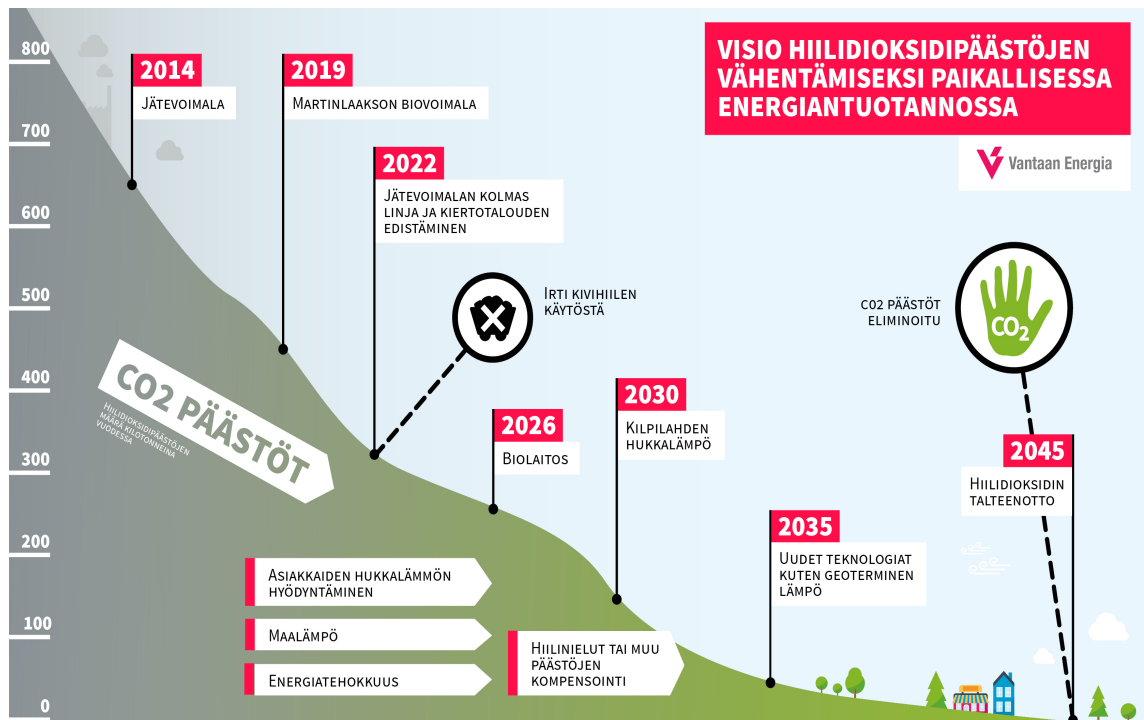 VISIO HIILIDIOKSIDIPÄÄSTÖJEN
VÄHENTÄMISEKSI PAIKALLISESSA
ENERGIANTUOTANNOSSA
Vantaan Energia
800
700
600
500
400
300
200
100
0
2014
JÄTEVOIMALA
2019
MARTINLAAKSON BIOVOIMALA
2022
JÄTEVOIMALAN KOLMAS
LINJA JA KIERTOTALOUDEN
EDISTÄMINEN
IRTI KIVIHIILEN
KÄYTÖSTÄ
C02 PÄÄSTÖT
ELIMINOITU
CO2
CO2 PÄÄSTÖT
HIILIDIOKSIDIPÄÄSTÖJEN
MÄÄRÄ KILOTONNEINA
VUODESSA
2026
BIOLAITOS
2030
KILPILAHDEN
HUKKALÄMPÖ
2035
UUDET TEKNOLOGIAT
KUTEN GEOTERMINEN
LÄMPÖ
2045
HIILIDIOKSIDIN
TALTEENOTTO
ASIAKKAIDEN HUKKALÄMMÖN
HYÖDYNTÄMINEN
MAALÄMPÖ
ENERGIATEHOKKUUS
HIILINIELUT TAI MUU
PÄÄSTÖJEN
KOMPENSOINTI